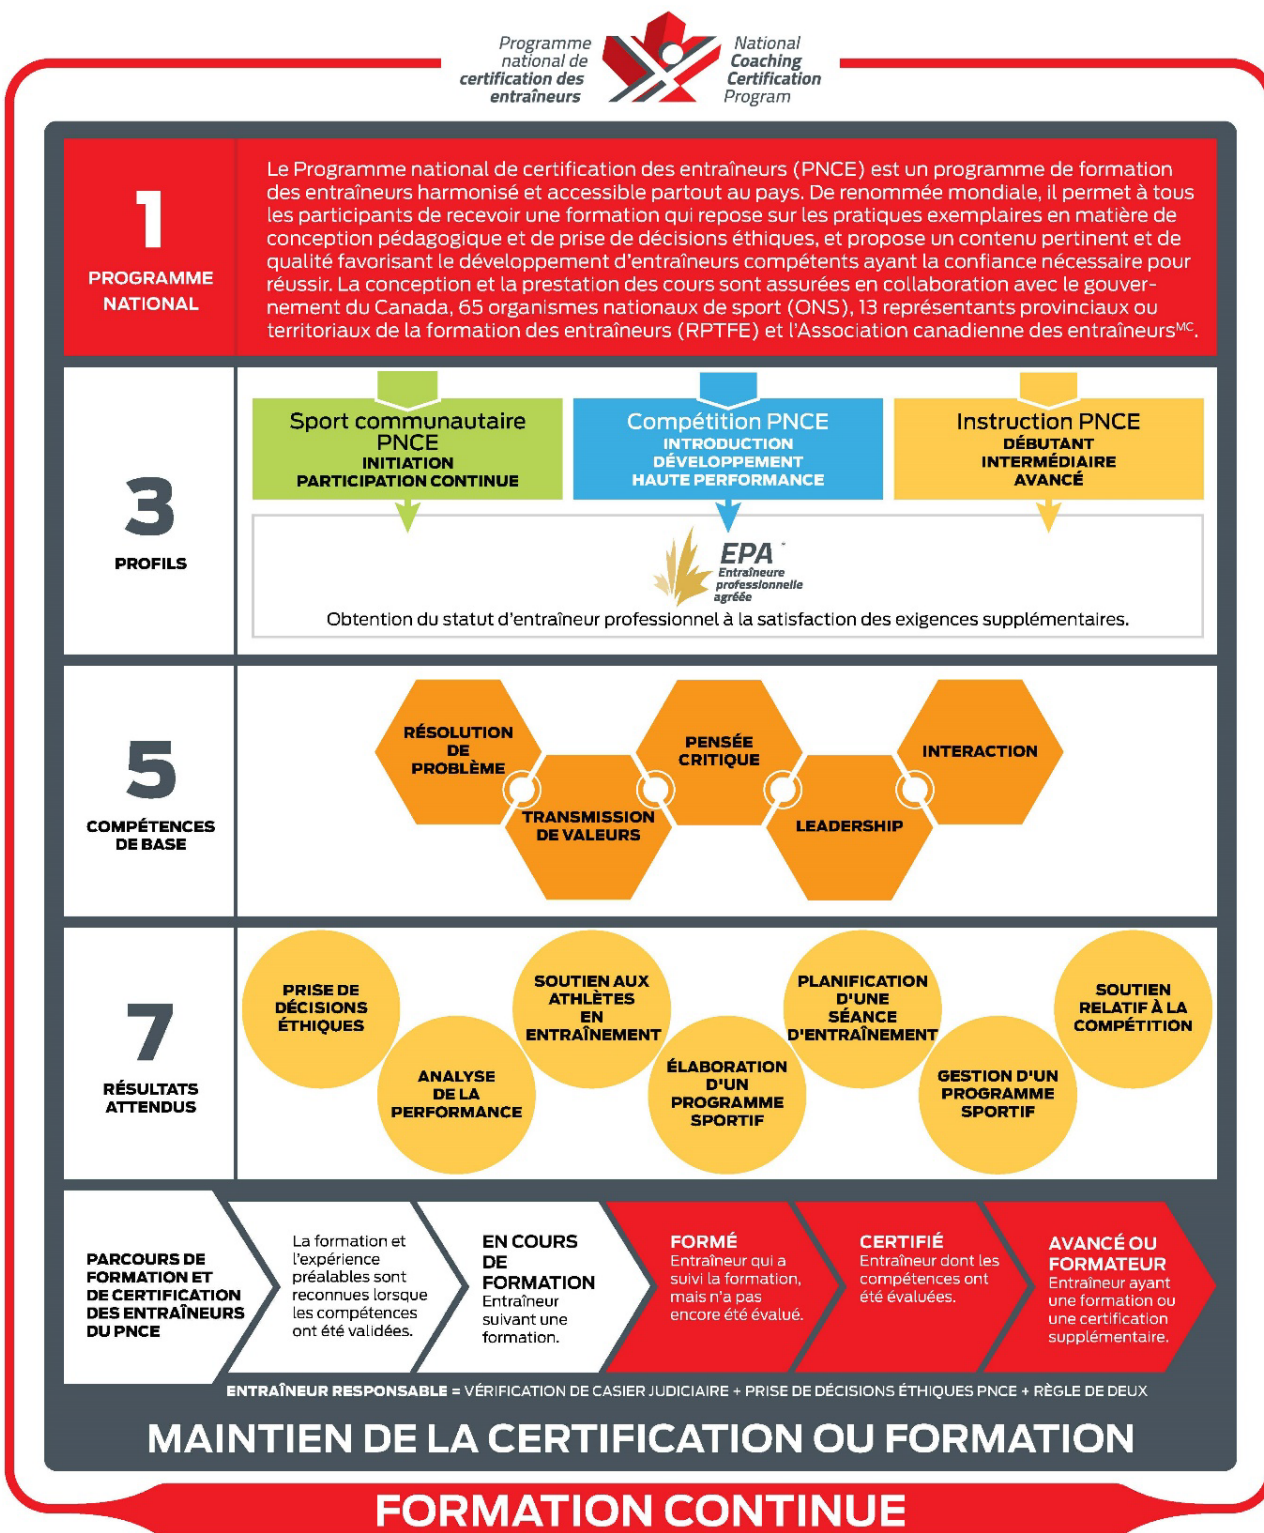 Programme
national de
certification des
entraîneurs
National
Coaching
Certification
Program
1
PROGRAMME
NATIONAL
Le Programme national de certification des entraîneurs (PNCE) est un programme de formation
des entraîneurs harmonisé et accessible partout au pays. De renommée mondiale, il permet à tous
les participants de recevoir une formation qui repose sur les pratiques exemplaires en matière de
conception pédagogique et de prise de décisions éthiques, et propose un contenu pertinent et de
qualité favorisant le développement d'entraîneurs compétents ayant la confiance nécessaire pour
réussir. La conception et la prestation des cours sont assurées en collaboration avec le gouver-
nement du Canada, 65 organismes nationaux de sport (ONS), 13 représentants provinciaux ou
territoriaux de la formation des entraîneurs (RPTFE) et l'Association canadienne des entraîneursMC.
3
PROFILS
Sport communautaire
PNCE
INITIATION
PARTICIPATION CONTINUE
Compétition PNCE
INTRODUCTION
DÉVELOPPEMENT
HAUTE PERFORMANCE
Instruction PNCE
DÉBUTANT
INTERMÉDIAIRE
AVANCÉ
EPA
Entraîneure
professionnelle
agréée
Obtention du statut d'entraîneur professionnel à la satisfaction des exigences supplémentaires.
5
COMPÉTENCES
DE BASE
RÉSOLUTION
DE
PROBLÈME
TRANSMISSION
DE VALEURS
PENSÉE
CRITIQUE
LEADERSHIP
INTERACTION
7
RÉSULTATS
ATTENDUS
PRISE DE
DÉCISIONS
ÉTHIQUES
ANALYSE
DE LA
PERFORMANCE
SOUTIEN AUX
ATHLÈTES
EN
ENTRAÎNEMENT
ÉLABORATION
D'UN
PROGRAMME
SPORTIF
PLANIFICATION
D'UNE
SÉANCE
D'ENTRAÎNEMENT
GESTION D'UN
PROGRAMME
SPORTIF
SOUTIEN
RELATIF À LA
COMPÉTITION
PARCOURS DE
FORMATION ET
DE CERTIFICATION
DES ENTRAÎNEURS
DU PNCE
La formation et
l'expérience
préalables sont
reconnues lorsque
les compétences
ont été validées.
EN COURS
DE
FORMATION
Entraîneur
suivant une
formation.
FORMÉ
Entraîneur qui a
suivi la formation,
mais n'a pas
encore été évalué.
CERTIFIÉ
Entraîneur dont les
compétences ont
été évaluées.
AVANCÉ OU
FORMATEUR
Entraîneur ayant
une formation ou
une certification
supplémentaire.
ENTRAÎNEUR RESPONSABLE = VÉRIFICATION DE CASIER JUDICIAIRE + PRISE DE DÉCISIONS ÉTHIQUES PNCE + RÈGLE DE DEUX
MAINTIEN DE LA CERTIFICATION OU FORMATION
FORMATION CONTINUE